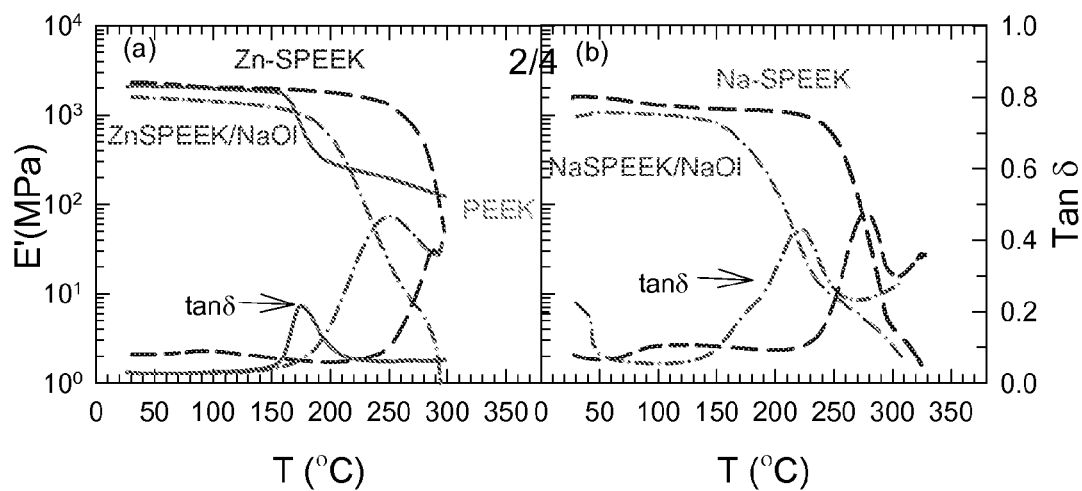 (a)
Zn-SPEEK
2/4
(b)
Na-SPEEK
ZnSPEEK/NaOl
NaSPEEK/NaOl
PEEK
tanδ
tanδ
E'(MPa)
10⁴
10³
10²
10¹
10⁰
Tan δ
1.0
0.8
0.6
0.4
0.2
0.0
0 50 100 150 200 250 300 350 0 50 100 150 200 250 300 350
T (°C) T (°C)